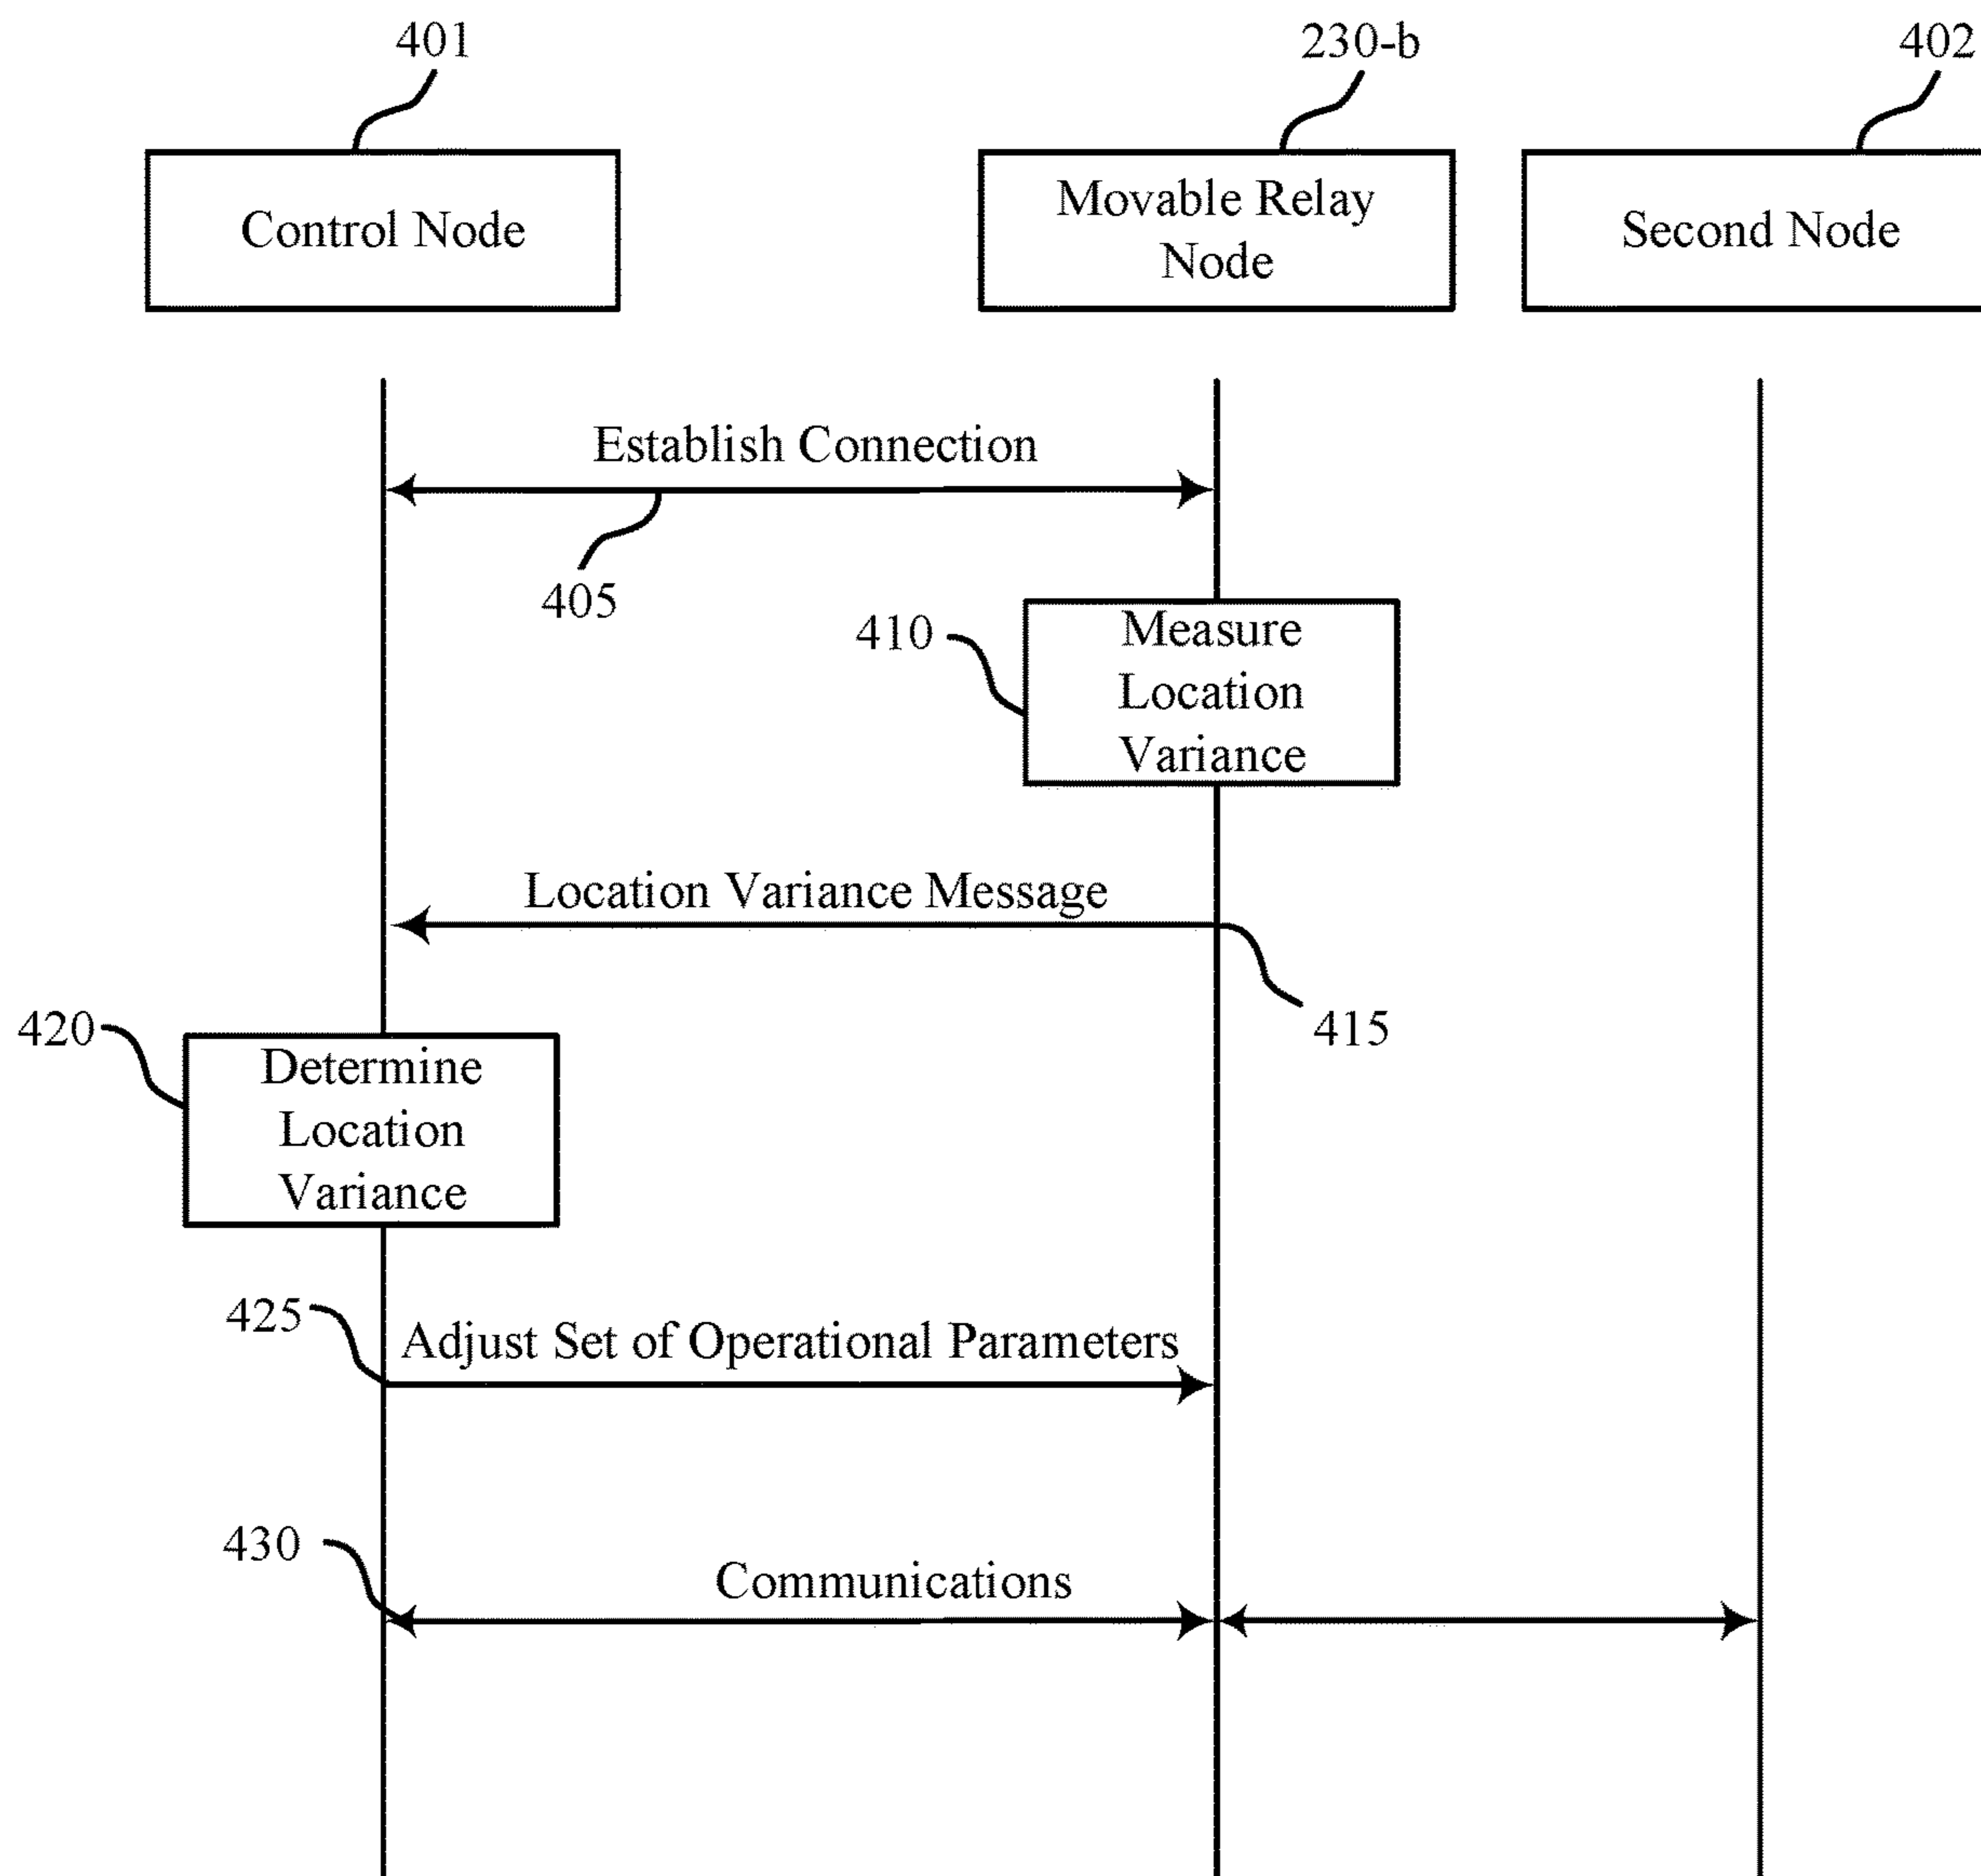 401
230-b
402
Control Node
Movable Relay
Node
Second Node
Establish Connection
405
410
Measure
Location
Variance
Location Variance Message
415
420
Determine
Location
Variance
425
Adjust Set of Operational Parameters
430
Communications